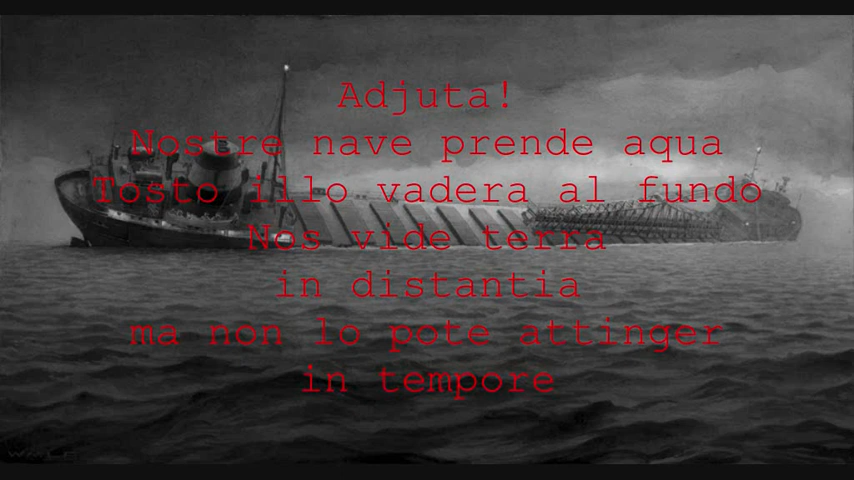 Adjuta!
Nostre nave prende aqua
Tosto illo vadera al fundo
Nos vide terra
in distantia
ma non lo pote attinger
in tempore